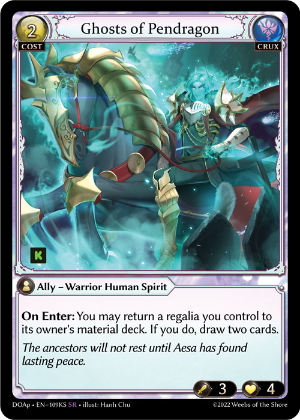 2
Ghosts of Pendragon
COST
CRUX
K
Ally – Warrior Human Spirit
On Enter: You may return a regalia you control to
its owner's material deck. If you do, draw two cards.
The ancestors will not rest until Aesa has found
lasting peace.
3
4
DOAp • EN-109KS SR • illust: Hanh Chu
©2022 Weebs of the Shore